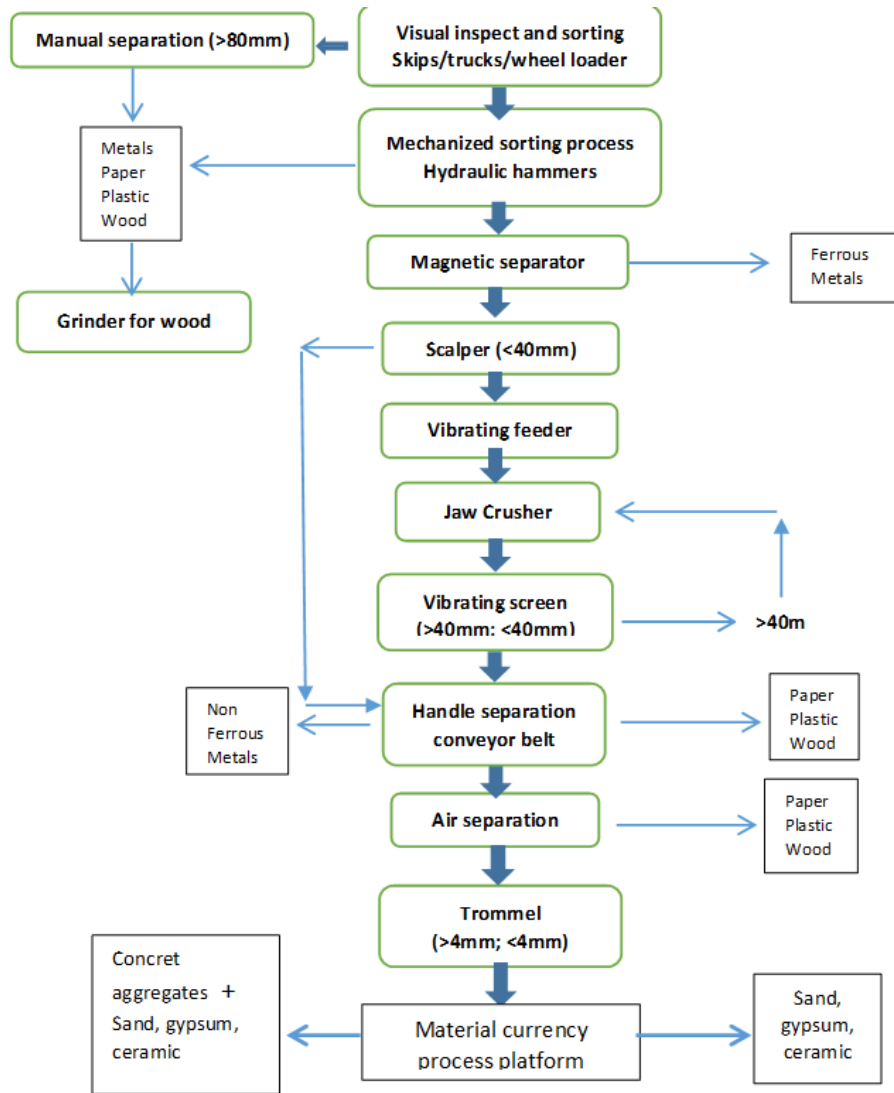 Manual separation (>80mm)
Visual inspect and sorting
Skips/trucks/wheel loader
Metals
Paper
Plastic
Wood
Mechanized sorting process
Hydraulic hammers
Magnetic separator
Ferrous
Metals
Grinder for wood
Scalper (<40mm)
Vibrating feeder
Jaw Crusher
Vibrating screen
(>40mm; <40mm)
>40m
Non
Ferrous
Metals
Handle separation
conveyor belt
Paper
Plastic
Wood
Air separation
Paper
Plastic
Wood
Trommel
(>4mm; <4mm)
Concret
aggregates +
Sand, gypsum,
ceramic
Material currency
process platform
Sand,
gypsum,
ceramic